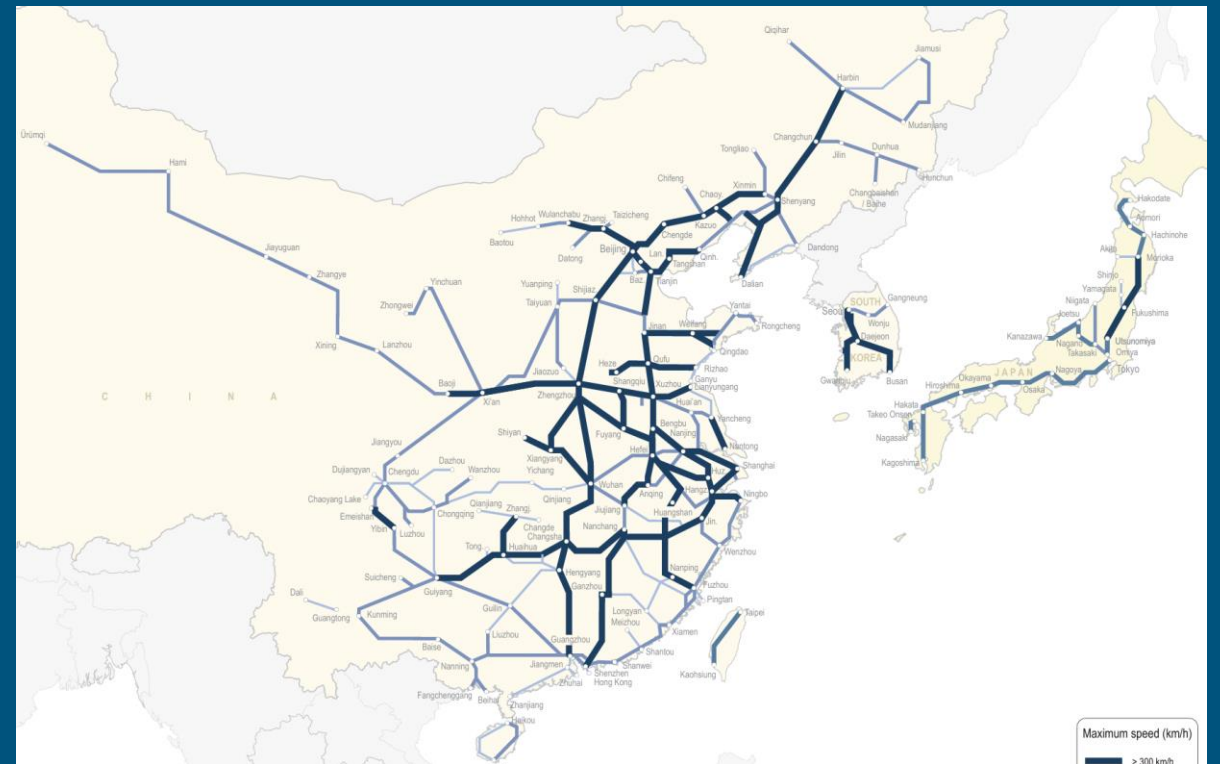 Qiqihar
Jiamusi
Harbin
Mudanjiang
Ürümqi
Hami
Changchun
Jilin
Dunhua
Hunchun
Tongliao
Changbaishan
/ Baihe
Chifeng
Xinmin
Chaoy.
Shenyang
Hohhot
Wulanchabu
Zhangj.
Taizicheng
Kazuo
Chengde
Hakodate
Baotou
Datong
Beijing
Lan.
Qinh.
Dandong
Aomori
Hachinohe
Jiayuguan
Tangshan
Akita
Morioka
Zhangye
Yinchuan
Yuanping
Shijiaz.
Baz.
Tianjin
Dalian
Shinjo
Yamagata
Zhongwei
Taiyuan
Yantai
SOUTH
Gangneung
Niigata
Seoul
Joetsu
Fukushima
Jinan
Weifang
Rongcheng
Wonju
Kanazawa
Utsunomiya
Xining
Lanzhou
Daejeon
Nagano
Omiya
Qingdao
KOREA
Takasaki
Heze
Qufu
Rizhao
Gwangju
Busan
JAPAN
Nagoya
Tokyo
Baoji
Jiaozuo
Shangqiu
Xuzhou
Ganyu
Lianyungang
Okayama
Hiroshima
Osaka
CHINA
Xi'an
Zhengzhou
Huai'an
Hakata
Yancheng
Takeo Onsen
Bengbu
Shiyan
Fuyang
Nanjing
Nagasaki
Jiangyou
Xiangyang
Hefei
Nantong
Kagoshima
Dujiangyan
Chengdu
Dazhou
Wanzhou
Yichang
Huz.
Shanghai
Chaoyang Lake
Wuhan
Anqing
Hangz.
Ningbo
Emeishan
Qianjiang
Qinjiang
Jiujiang
Huangshan
Chongqing
Zhangj.
Yibin
Luzhou
Changde
Nanchang
Jin.
Changsha
Tong.
Huaihua
Wenzhou
Suicheng
Hengyang
Nanping
Guiyang
Ganzhou
Fuzhou
Dali
Pingtan
Guangtong
Kunming
Guilin
Longyan
Taipei
Meizhou
Liuzhou
Xiamen
Baise
Guangzhou
Shantou
Nanning
Jiangmen
Shanwei
Shenzhen
Kaohsiung
Zhuhai
Hong Kong
Fangchenggang
Beihai
Zhanjiang
Haikou
Maximum speed (km/h)
> 300 km/h